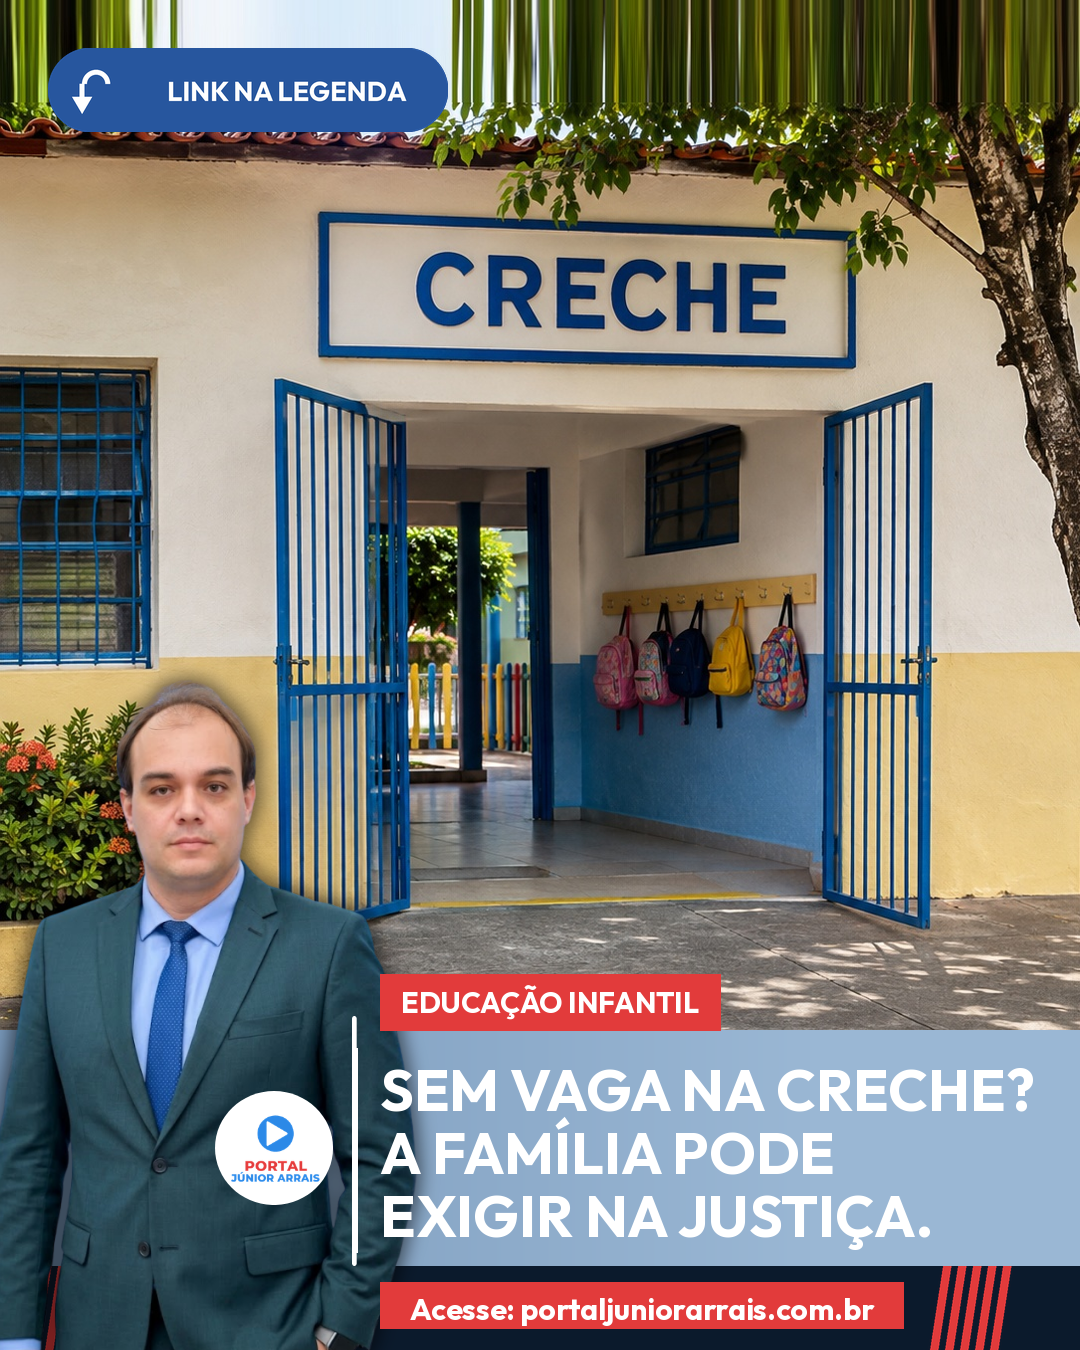 LINK NA LEGENDA
CRECHE
EDUCAÇÃO INFANTIL
SEM VAGA NA CRECHE?
A FAMÍLIA PODE
EXIGIR NA JUSTIÇA.
PORTAL
JÚNIOR ARRAIS
Acesse: portaljuniorarrais.com.br